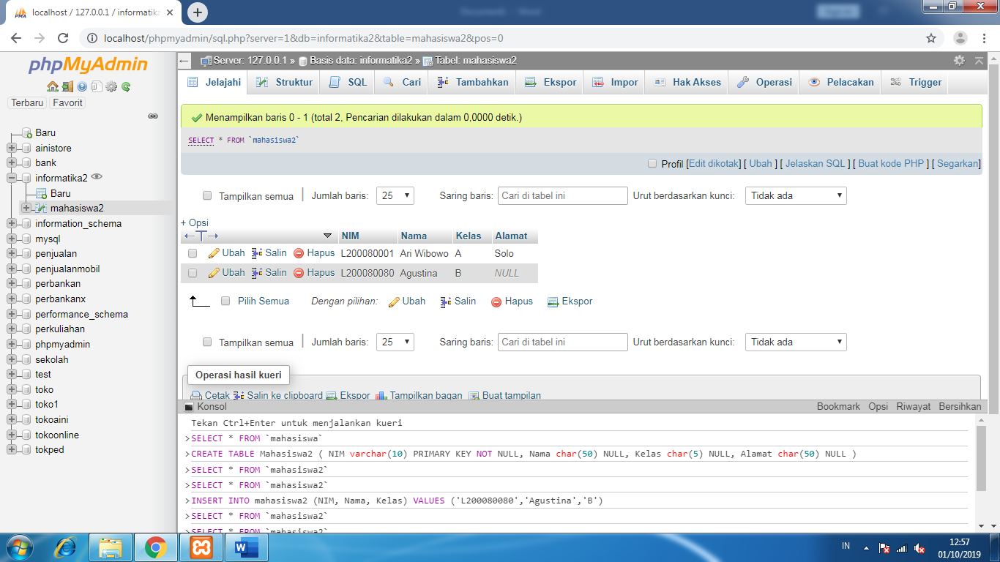 localhost / 127.0.0.1 / informatika
localhost/phpmyadmin/sql.php?server=1&db=informatika2&table=mahasiswa2&pos=0
phpMyAdmin
Terbaru Favorit
Baru
ainistore
bank
informatika2
Baru
mahasiswa2
information_schema
mysql
penjualan
penjualanmobil
perbankan
perbankanx
performance_schema
perkuliahan
phpmyadmin
sekolah
test
toko
toko1
tokoaini
tokoonline
tokped
Server: 127.0.0.1 » Basis data: informatika2 » Tabel: mahasiswa2
Jelajahi Struktur SQL Cari Tambahkan Ekspor Impor Hak Akses Operasi Pelacakan Trigger
Menampilkan baris 0 - 1 (total 2, Pencarian dilakukan dalam 0,0000 detik.)
SELECT * FROM `mahasiswa2`
Profil [Edit dikotak] [ Ubah ] [ Jelaskan SQL ] [ Buat kode PHP ] [ Segarkan]
Tampilkan semua | Jumlah baris: 25 Saring baris: Cari di tabel ini Urut berdasarkan kunci: Tidak ada
+ Opsi
←T→ NIM Nama Kelas Alamat
Ubah Salin Hapus L200080001 Ari Wibowo A Solo
Ubah Salin Hapus L200080080 Agustina B NULL
Pilih Semua Dengan pilihan: Ubah Salin Hapus Ekspor
Tampilkan semua | Jumlah baris: 25 Saring baris: Cari di tabel ini Urut berdasarkan kunci: Tidak ada
Operasi hasil kueri
Cetak Salin ke clipboard Ekspor Tampilkan bagan Buat tampilan
Konsol Bookmark Opsi Riwayat Bersihkan
Tekan Ctrl+Enter untuk menjalankan kueri
>SELECT * FROM `mahasiswa`
>CREATE TABLE Mahasiswa2 ( NIM varchar(10) PRIMARY KEY NOT NULL, Nama char(50) NULL, Kelas char(5) NULL, Alamat char(50) NULL )
>SELECT * FROM `mahasiswa2`
>SELECT * FROM `mahasiswa2`
>INSERT INTO mahasiswa2 (NIM, Nama, Kelas) VALUES ('L200080080','Agustina','B')
>SELECT * FROM `mahasiswa2`
>SELECT * FROM `mahasiswa2`
IN
12:57
01/10/2019